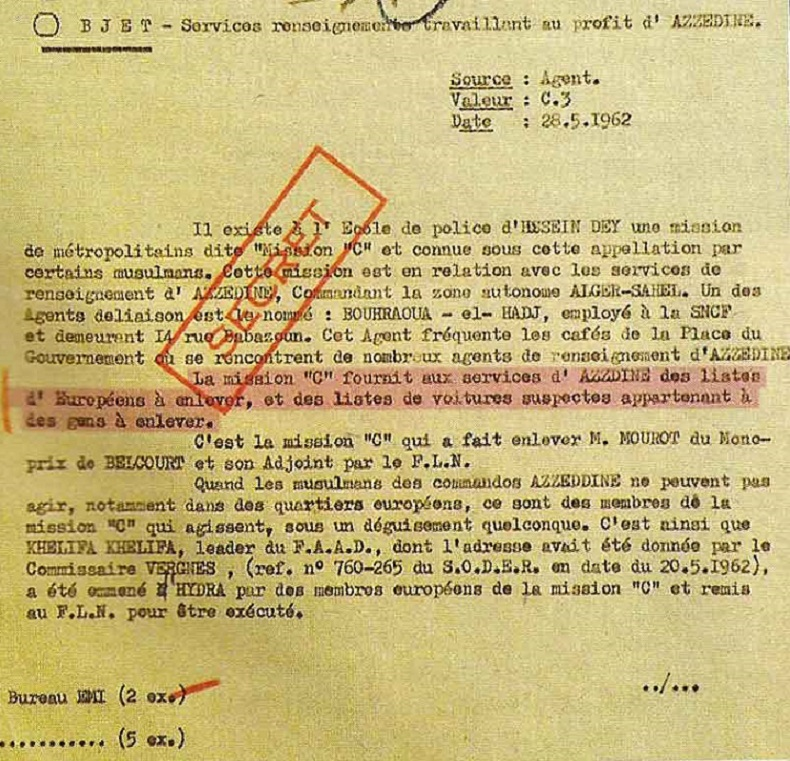 O B J E T - Services renseignements travaillant au profit d' AZZEDINE.
Source : Agent.
Valeur : C.3
Date : 28.5.1962
Il existe à l' Ecole de police d'HUSEIN DEY une mission
de métropolitains dite "Mission "C" et connue sous cette appellation par
certains musulmans. Cette mission est en relation avec les services de
renseignement d' AZZEDINE, Commandant la zone autonome ALGER-SAHEL. Un des
Agents deliaison est le nommé : BOUHRAOUA - el- HADJ, employé à la SNCF
et demeurant I4 rue Babazoun. Cet Agent fréquente les cafés de la Place du
Gouvernement où se rencontrent de nombreux agents de renseignement d'AZZEDINE
La mission "C" fournit aux services d' AZZDINE des listes
d' Européens à enlever, et des listes de voitures suspectes appartenant à
des gens à enlever.
C'est la mission "C" qui a fait enlever M. MOUROT du Mono-
prix de BELCOURT et son Adjoint par le F.L.N.
Quand les musulmans des commandos AZZEDDINE ne peuvent pas
agir, notamment dans des quartiers européens, ce sont des membres de la
mission "C" qui agissent, sous un déguisement quelconque. C'est ainsi que
KHELIFA KHELIFA, leader du F.A.A.D., dont l'adresse avait été donnée par le
Commissaire VERGNES , (ref. n° 760-265 du S.O.D.E.R. en date du 20.5.1962),
a été emmené à HYDRA par des membres européens de la mission "C" et remis
au F.L.N. pour être exécuté.
SECRET
Bureau EMI (2 ex.)
../...
............ (5 ex.)